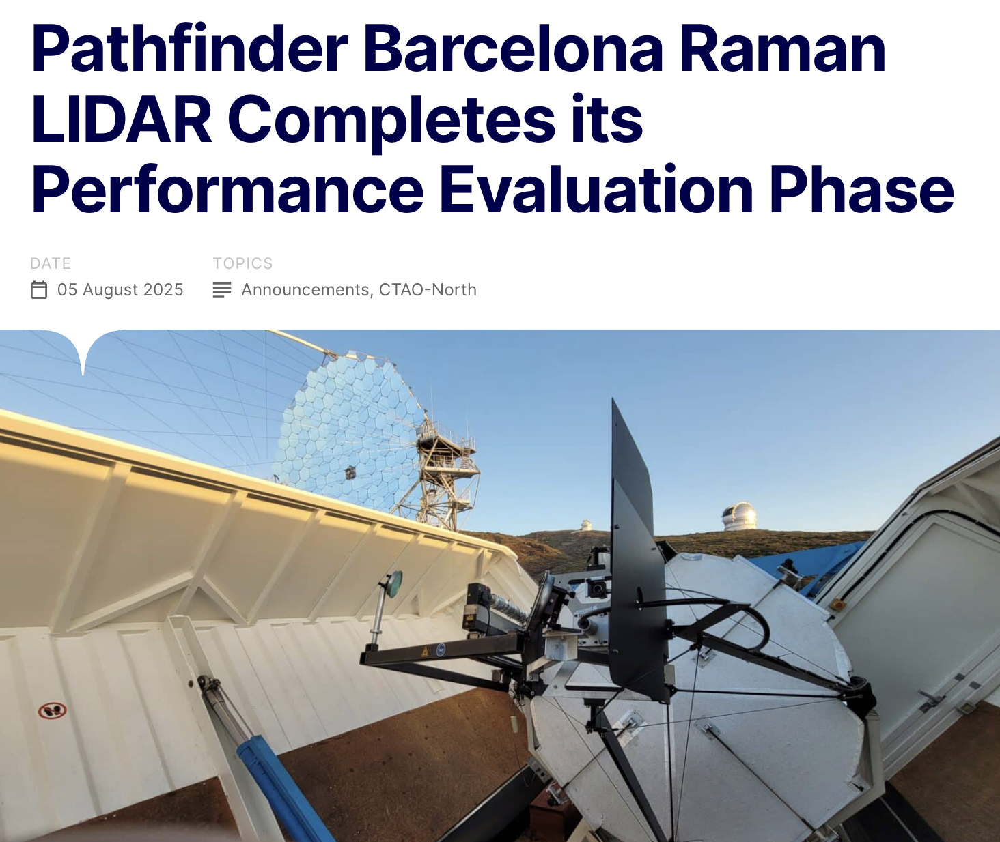 Pathfinder Barcelona Raman
LIDAR Completes its
Performance Evaluation Phase
DATE
05 August 2025
TOPICS
Announcements, CTAO-North